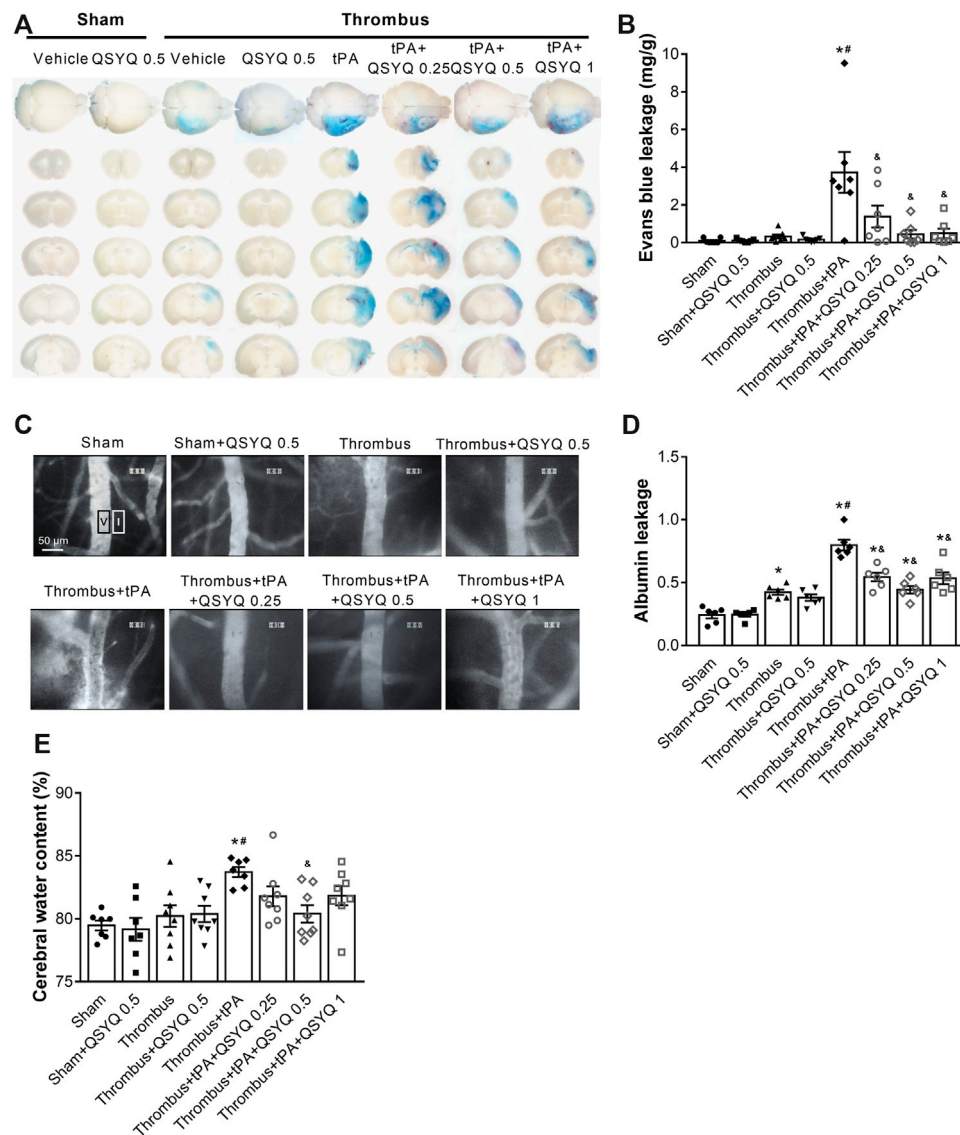 A
Sham
Thrombus
Vehicle QSYQ 0.5 Vehicle QSYQ 0.5 tPA tPA+ tPA+ tPA+
QSYQ 0.25 QSYQ 0.5 QSYQ 1
B
Evans blue leakage (mg/g)
10
8
6
4
2
0
*#
&
&
&
Sham
Sham+QSYQ 0.5
Thrombus
Thrombus+QSYQ 0.5
Thrombus+tPA
Thrombus+tPA+QSYQ 0.25
Thrombus+tPA+QSYQ 0.5
Thrombus+tPA+QSYQ 1
C
Sham Sham+QSYQ 0.5 Thrombus Thrombus+QSYQ 0.5
V I
50 µm
Thrombus+tPA Thrombus+tPA Thrombus+tPA Thrombus+tPA
+QSYQ 0.25 +QSYQ 0.5 +QSYQ 1
D
Albumin leakage
1.5
1.0
0.5
0.0
*
*#
*&
*&
*&
Sham
Sham+QSYQ 0.5
Thrombus
Thrombus+QSYQ 0.5
Thrombus+tPA
Thrombus+tPA+QSYQ 0.25
Thrombus+tPA+QSYQ 0.5
Thrombus+tPA+QSYQ 1
E
Cerebral water content (%)
90
85
80
75
*#
&
Sham
Sham+QSYQ 0.5
Thrombus
Thrombus+QSYQ 0.5
Thrombus+tPA
Thrombus+tPA+QSYQ 0.25
Thrombus+tPA+QSYQ 0.5
Thrombus+tPA+QSYQ 1